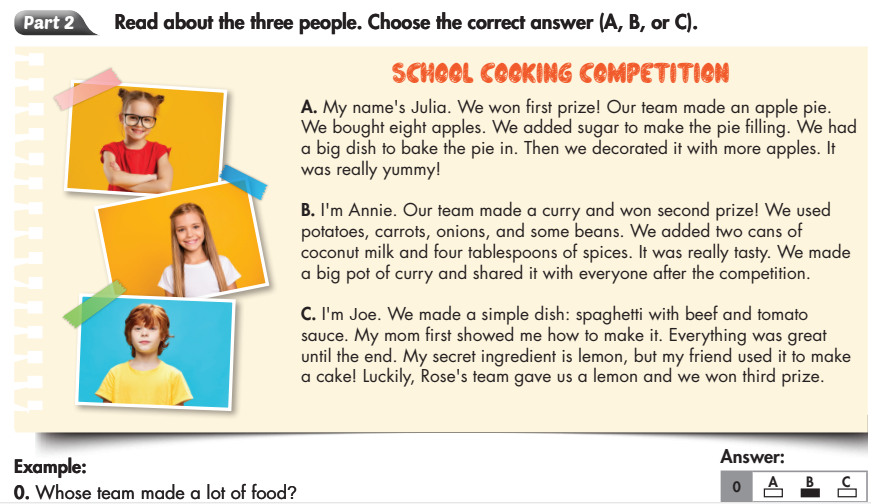 Part 2 Read about the three people. Choose the correct answer (A, B, or C).
SCHOOL COOKING COMPETITION
A. My name's Julia. We won first prize! Our team made an apple pie.
We bought eight apples. We added sugar to make the pie filling. We had
a big dish to bake the pie in. Then we decorated it with more apples. It
was really yummy!
B. I'm Annie. Our team made a curry and won second prize! We used
potatoes, carrots, onions, and some beans. We added two cans of
coconut milk and four tablespoons of spices. It was really tasty. We made
a big pot of curry and shared it with everyone after the competition.
C. I'm Joe. We made a simple dish: spaghetti with beef and tomato
sauce. My mom first showed me how to make it. Everything was great
until the end. My secret ingredient is lemon, but my friend used it to make
a cake! Luckily, Rose's team gave us a lemon and we won third prize.
Example:
0. Whose team made a lot of food?
Answer:
0 A B C